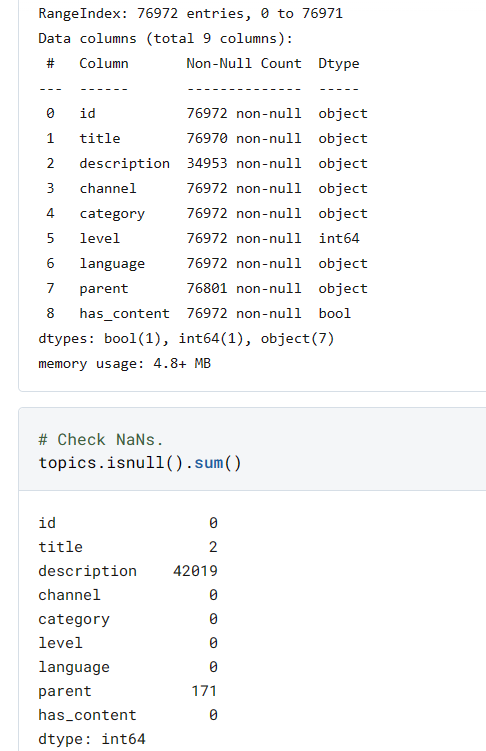 RangeIndex: 76972 entries, 0 to 76971
Data columns (total 9 columns):
 #   Column       Non-Null Count  Dtype
---  ------       --------------  -----
 0   id           76972 non-null  object
 1   title        76970 non-null  object
 2   description  34953 non-null  object
 3   channel      76972 non-null  object
 4   category     76972 non-null  object
 5   level        76972 non-null  int64
 6   language     76972 non-null  object
 7   parent       76801 non-null  object
 8   has_content  76972 non-null  bool
dtypes: bool(1), int64(1), object(7)
memory usage: 4.8+ MB
# Check NaNs.
topics.isnull().sum()
id                 0
title              2
description    42019
channel            0
category           0
level              0
language           0
parent           171
has_content        0
dtype: int64